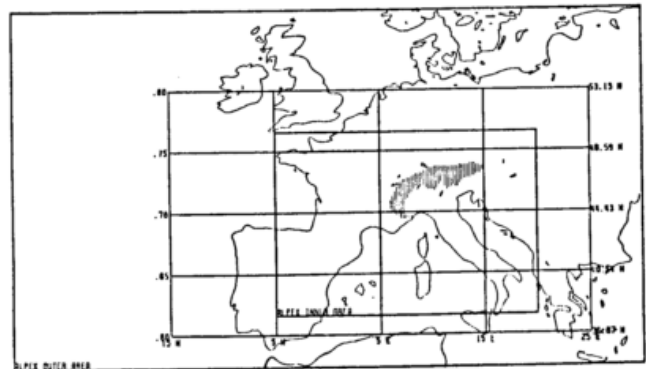 .80
53.13 N
.75
48.59 N
.70
44.43 N
.65
ALPEX INNER AREA
.60
15 W
5 W
5 E
15 E
25 E
ALPEX OUTER AREA